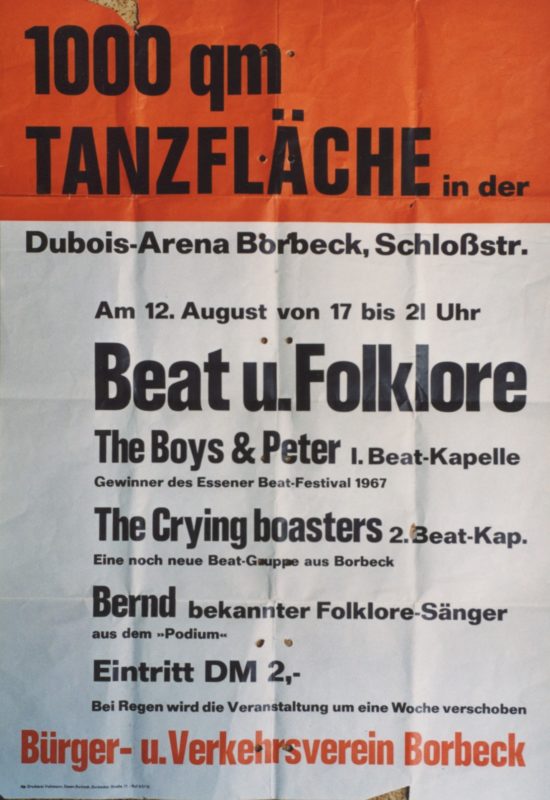 1000 qm
TANZFLÄCHE in der
Dubois-Arena Borbeck, Schloßstr.
Am 12. August von 17 bis 21 Uhr
Beat u. Folklore
The Boys & Peter 1. Beat-Kapelle
Gewinner des Essener Beat-Festival 1967
The Crying boasters 2. Beat-Kap.
Eine noch neue Beat-Gruppe aus Borbeck
Bernd bekannter Folklore-Sänger
aus dem »Podium«
Eintritt DM 2,-
Bei Regen wird die Veranstaltung um eine Woche verschoben
Bürger- u. Verkehrsverein Borbeck